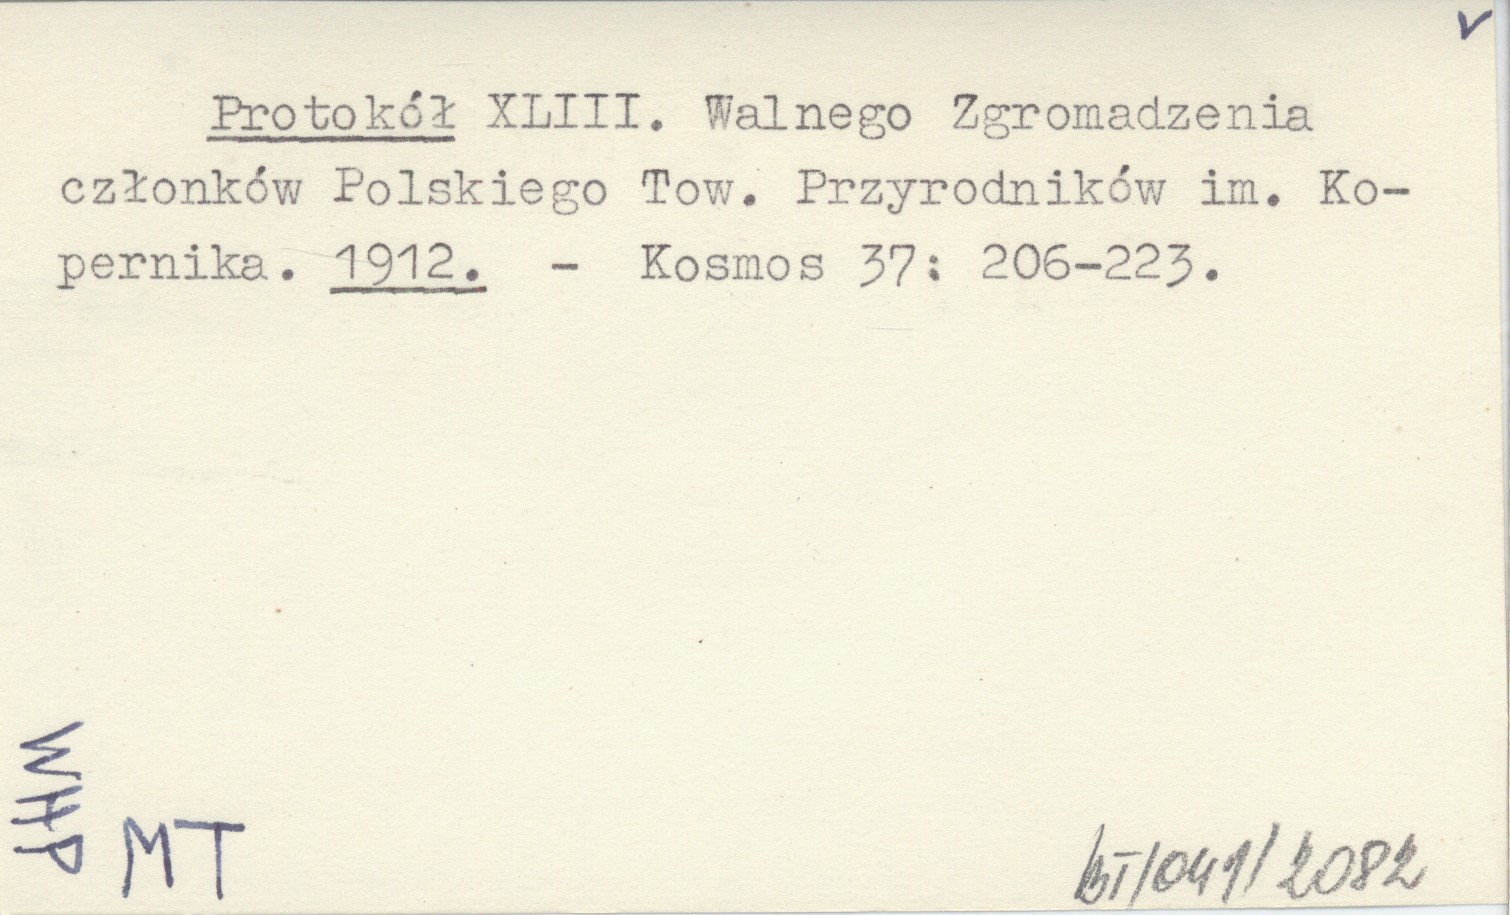 Protokół XLIII. Walnego Zgromadzenia
członków Polskiego Tow. Przyrodników im. Ko-
pernika. 1912. - Kosmos 37: 206-223.
WHP
MT
BI/041/2082